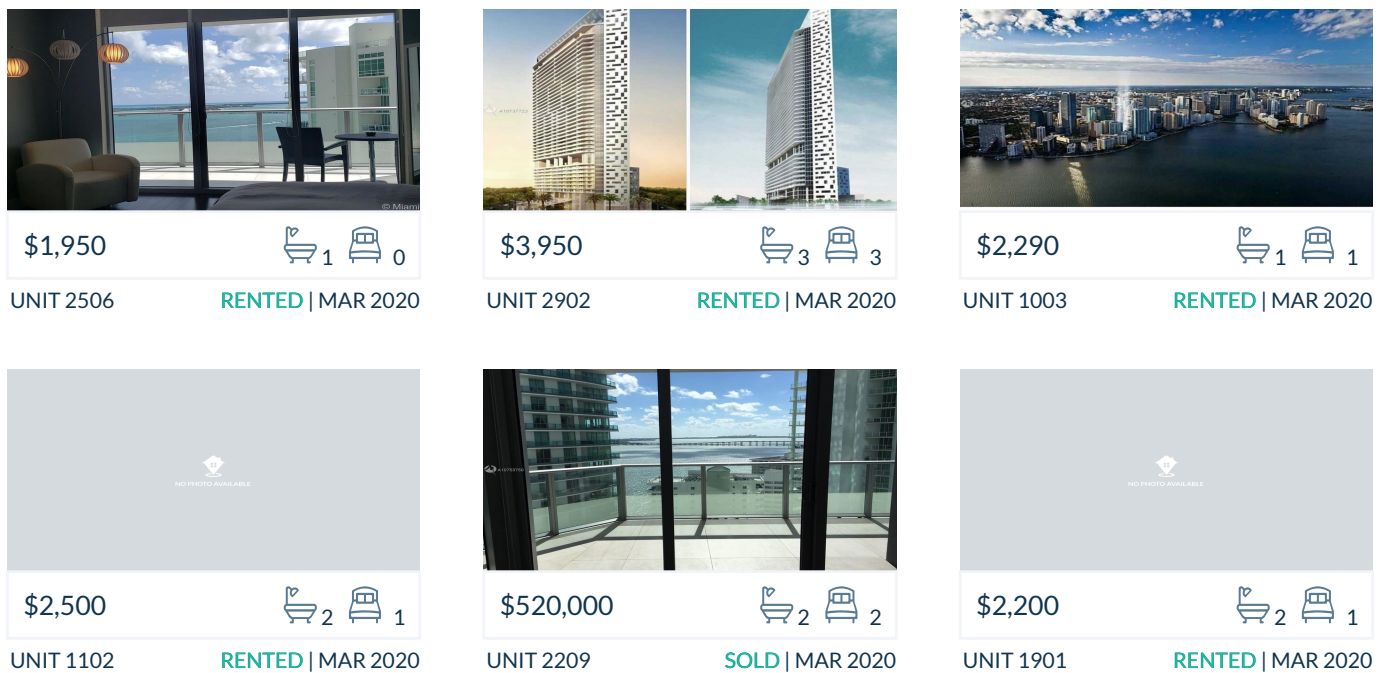 © Miami
$1,950 1 0
UNIT 2506 RENTED | MAR 2020
$3,950 3 3
UNIT 2902 RENTED | MAR 2020
$2,290 1 1
UNIT 1003 RENTED | MAR 2020
NO PHOTO AVAILABLE
$2,500 2 1
UNIT 1102 RENTED | MAR 2020
$520,000 2 2
UNIT 2209 SOLD | MAR 2020
NO PHOTO AVAILABLE
$2,200 2 1
UNIT 1901 RENTED | MAR 2020